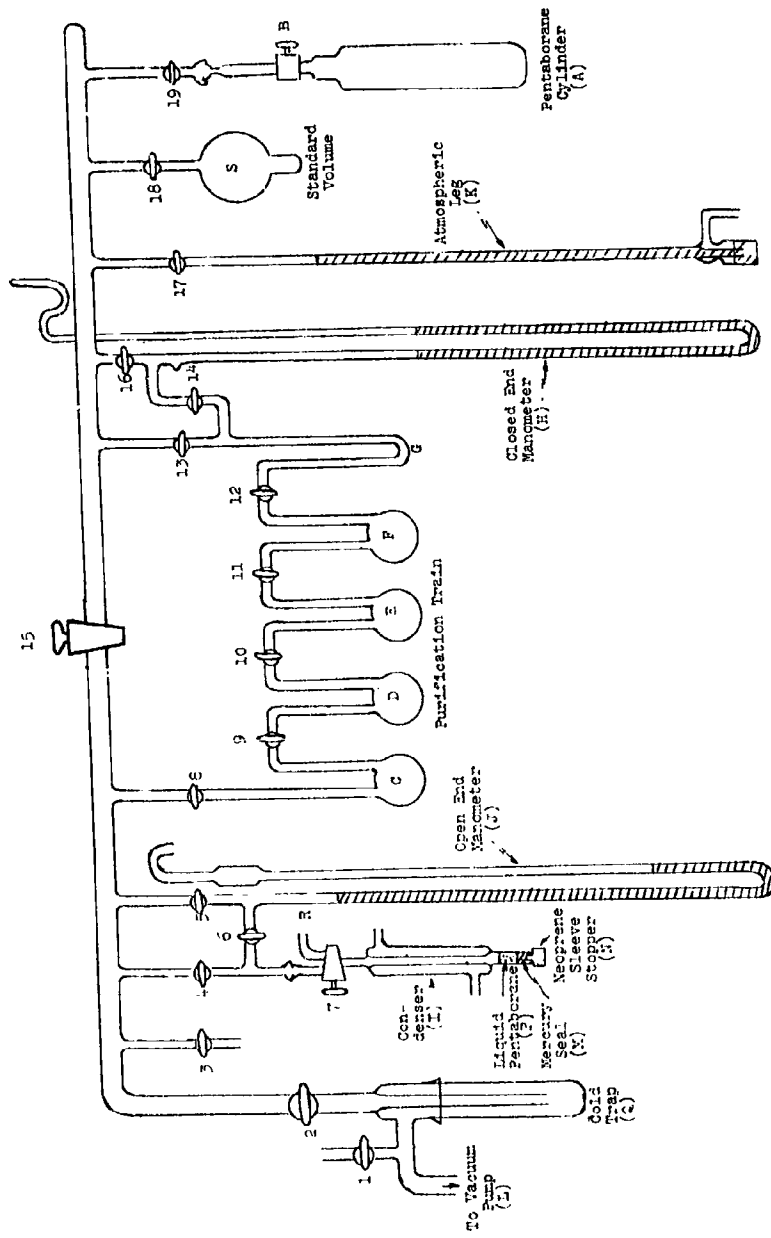 15
B
19
Pentaborane
Cylinder
(A)
18
S
Standard
Volume
17
Atmospheric
Leg
(K)
16
14
13
Closed End
Manometer
(H)
G
12
F
11
E
10
D
9
C
Purification Train
8
Open End
Manometer
(J)
5
6
4
R
7
Con-
denser
(I)
Liquid
Pentaborane
(P)
Mercury
Seal
(M)
Neoprene
Sleeve
Stopper
(N)
3
2
Cold
Trap
1
To Vacuum
Pump
(L)